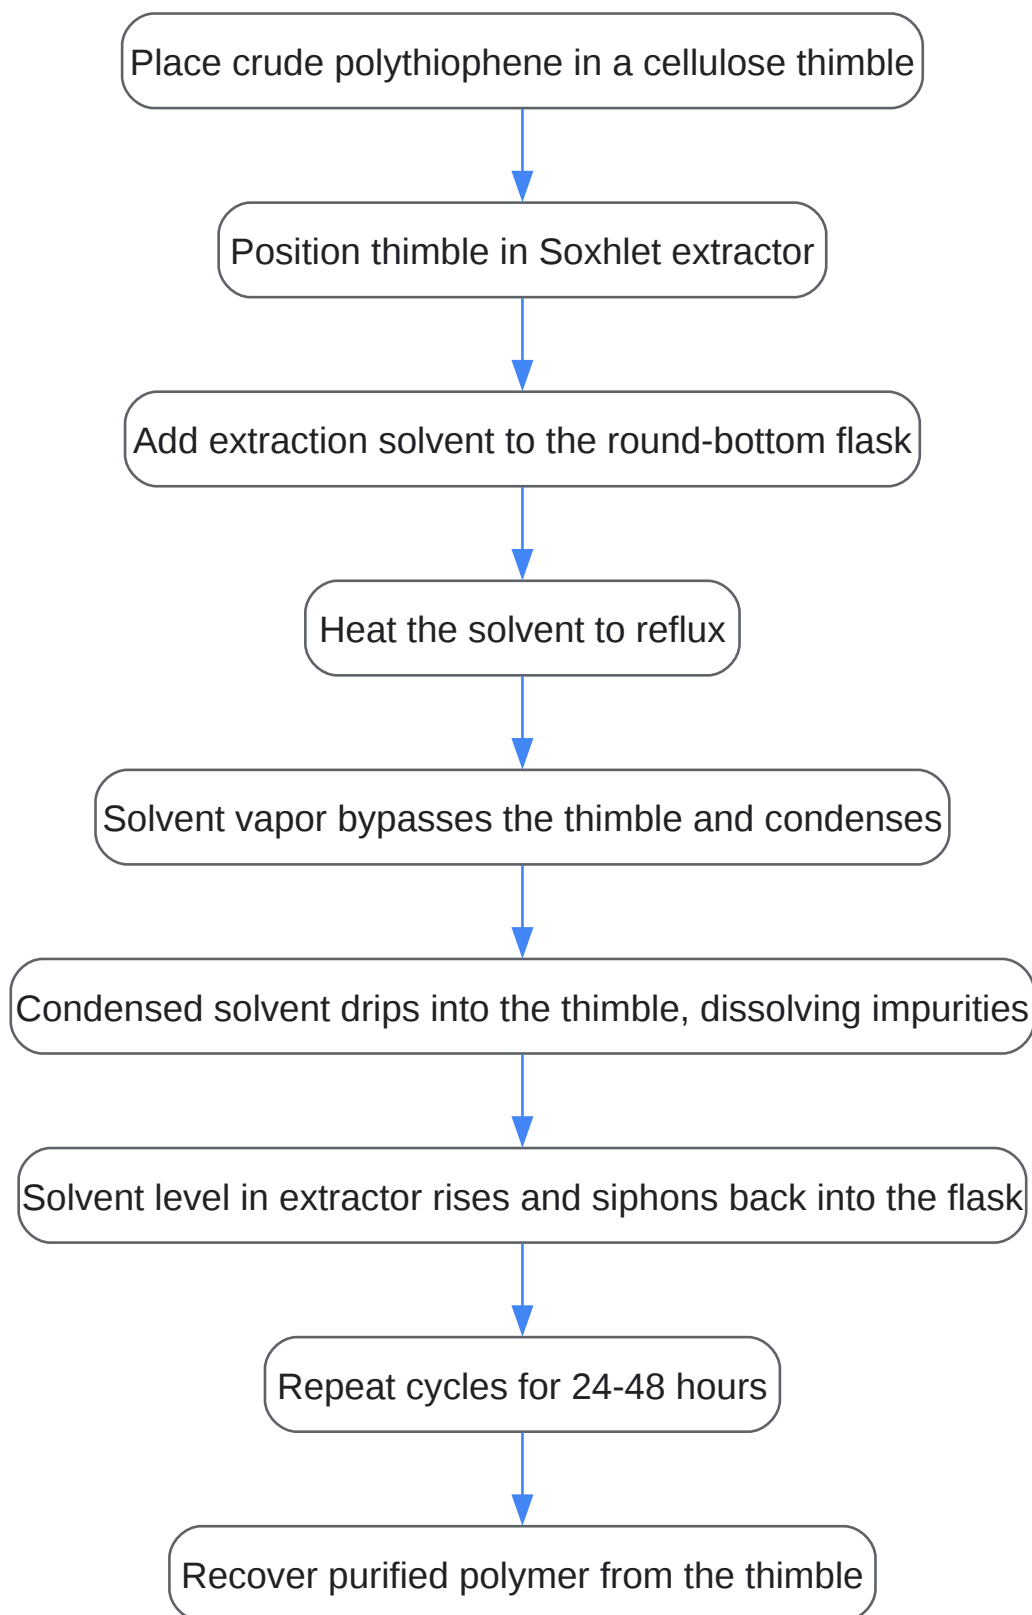 Place crude polythiophene in a cellulose thimble
Position thimble in Soxhlet extractor
Add extraction solvent to the round-bottom flask
Heat the solvent to reflux
Solvent vapor bypasses the thimble and condenses
Condensed solvent drips into the thimble, dissolving impurities
Solvent level in extractor rises and siphons back into the flask
Repeat cycles for 24-48 hours
Recover purified polymer from the thimble